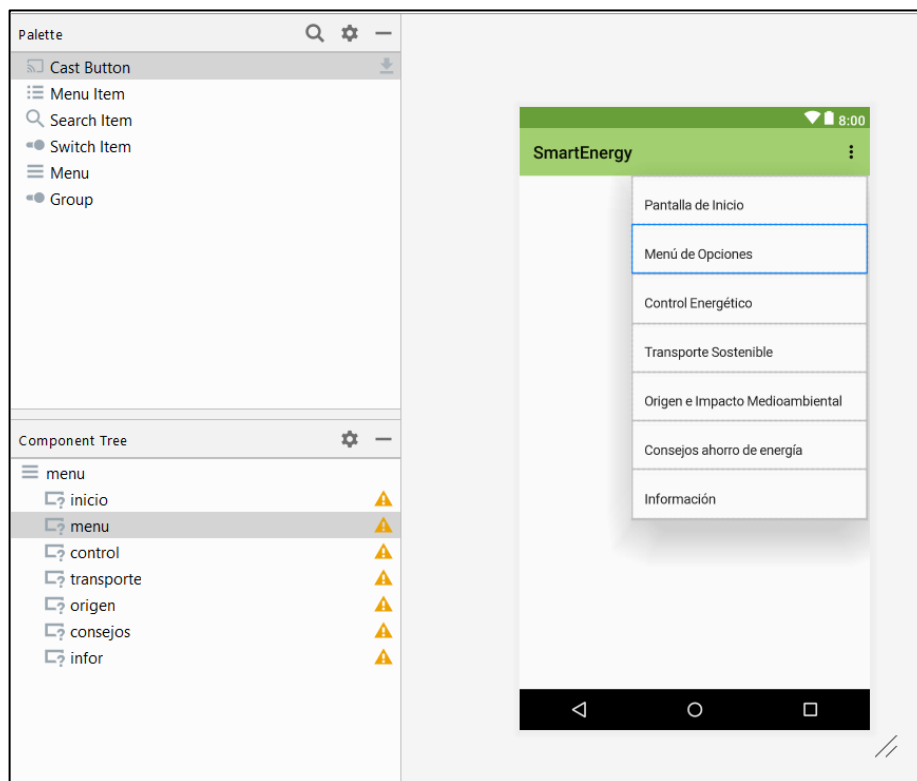 Palette
Cast Button
Menu Item
Search Item
Switch Item
Menu
Group
Component Tree
menu
inicio
menu
control
transporte
origen
consejos
infor
8:00
SmartEnergy
Pantalla de Inicio
Menú de Opciones
Control Energético
Transporte Sostenible
Origen e Impacto Medioambiental
Consejos ahorro de energía
Información